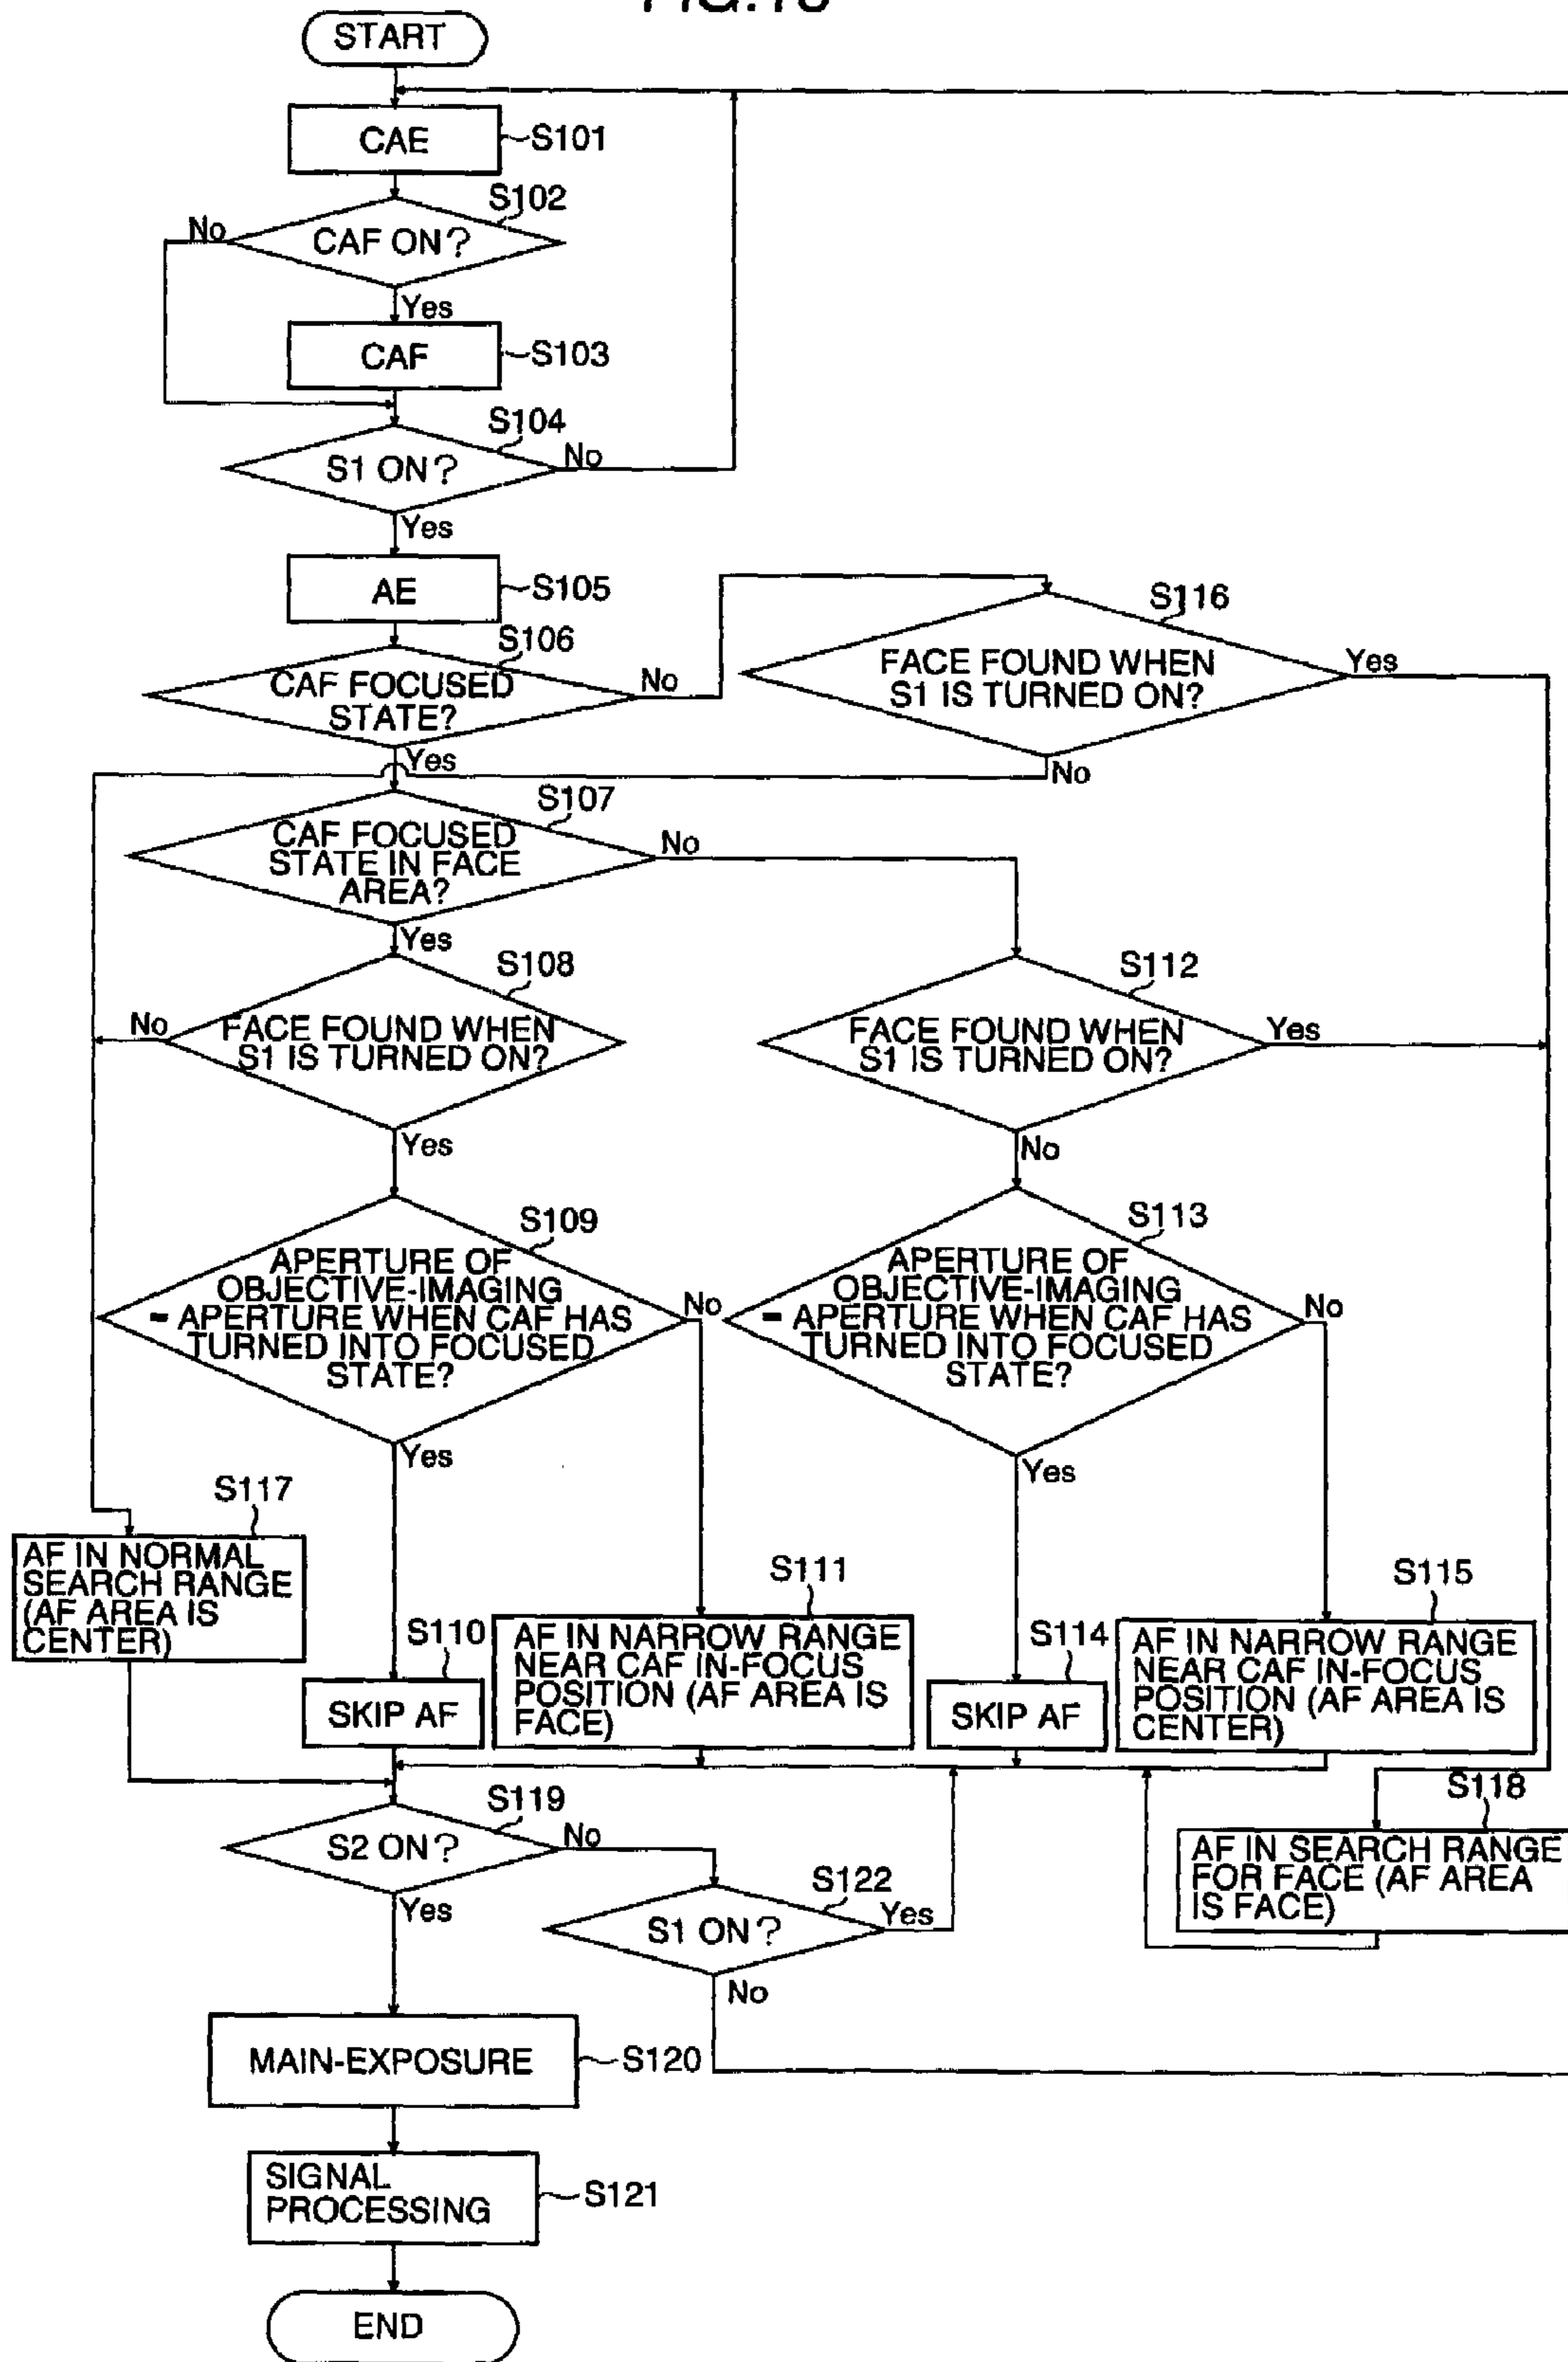 START
CAE
S101
S102
No
CAF ON?
Yes
CAF
S103
S104
S1 ON?
No
Yes
AE
S105
S106
CAF FOCUSED
STATE?
No
Yes
S116
FACE FOUND WHEN
S1 IS TURNED ON?
Yes
No
S107
CAF FOCUSED
STATE IN FACE
AREA?
No
Yes
S108
No
FACE FOUND WHEN
S1 IS TURNED ON?
Yes
S112
FACE FOUND WHEN
S1 IS TURNED ON?
Yes
No
S109
APERTURE OF
OBJECTIVE-IMAGING
= APERTURE WHEN CAF HAS
TURNED INTO FOCUSED
STATE?
No
Yes
S113
APERTURE OF
OBJECTIVE-IMAGING
= APERTURE WHEN CAF HAS
TURNED INTO FOCUSED
STATE?
No
Yes
S117
AF IN NORMAL
SEARCH RANGE
(AF AREA IS
CENTER)
S110
SKIP AF
S111
AF IN NARROW RANGE
NEAR CAF IN-FOCUS
POSITION (AF AREA IS
FACE)
S114
SKIP AF
S115
AF IN NARROW RANGE
NEAR CAF IN-FOCUS
POSITION (AF AREA IS
CENTER)
S118
AF IN SEARCH RANGE
FOR FACE (AF AREA
IS FACE)
S119
S2 ON?
No
Yes
S122
S1 ON?
Yes
No
MAIN-EXPOSURE
S120
SIGNAL
PROCESSING
S121
END